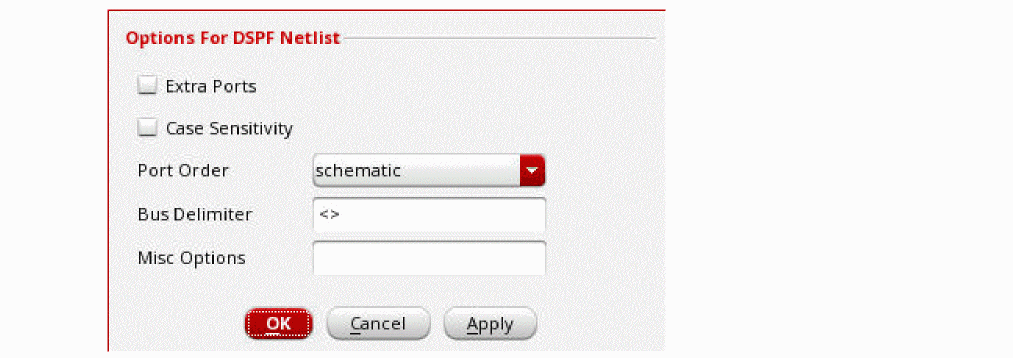 Options For DSPF Netlist
Extra Ports
Case Sensitivity
Port Order schematic
Bus Delimiter <>
Misc Options
OK Cancel Apply